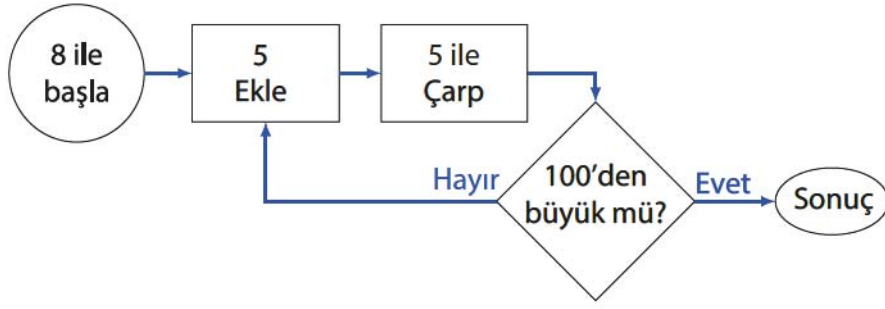 8 ile
başla
5
Ekle
5 ile
Çarp
Hayır
100'den
büyük mü?
Evet
Sonuç